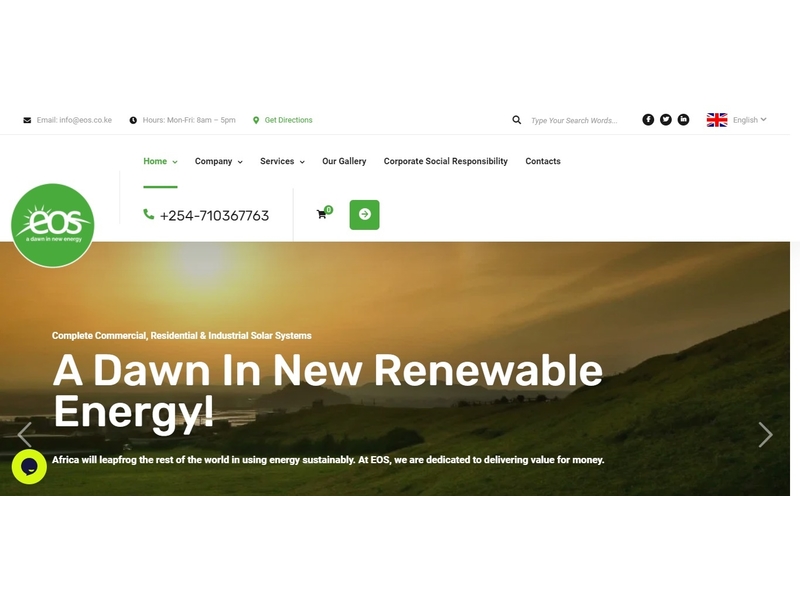 Email: info@eos.co.ke Hours: Mon-Fri: 8am – 5pm Get Directions Type Your Search Words... English
Home Company Services Our Gallery Corporate Social Responsibility Contacts
+254-710367763 0
eos
a dawn in new energy
Complete Commercial, Residential & Industrial Solar Systems
A Dawn In New Renewable
Energy!
Africa will leapfrog the rest of the world in using energy sustainably. At EOS, we are dedicated to delivering value for money.